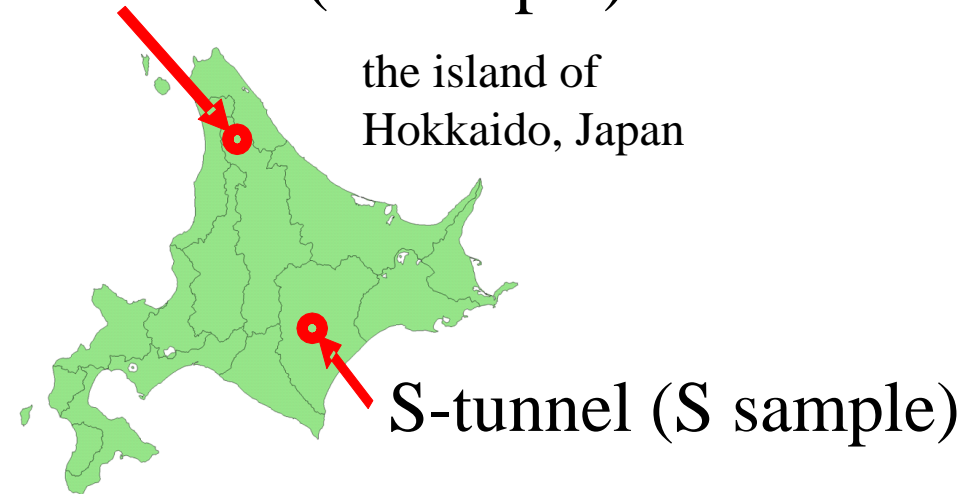 the island of
Hokkaido, Japan
S-tunnel (S sample)